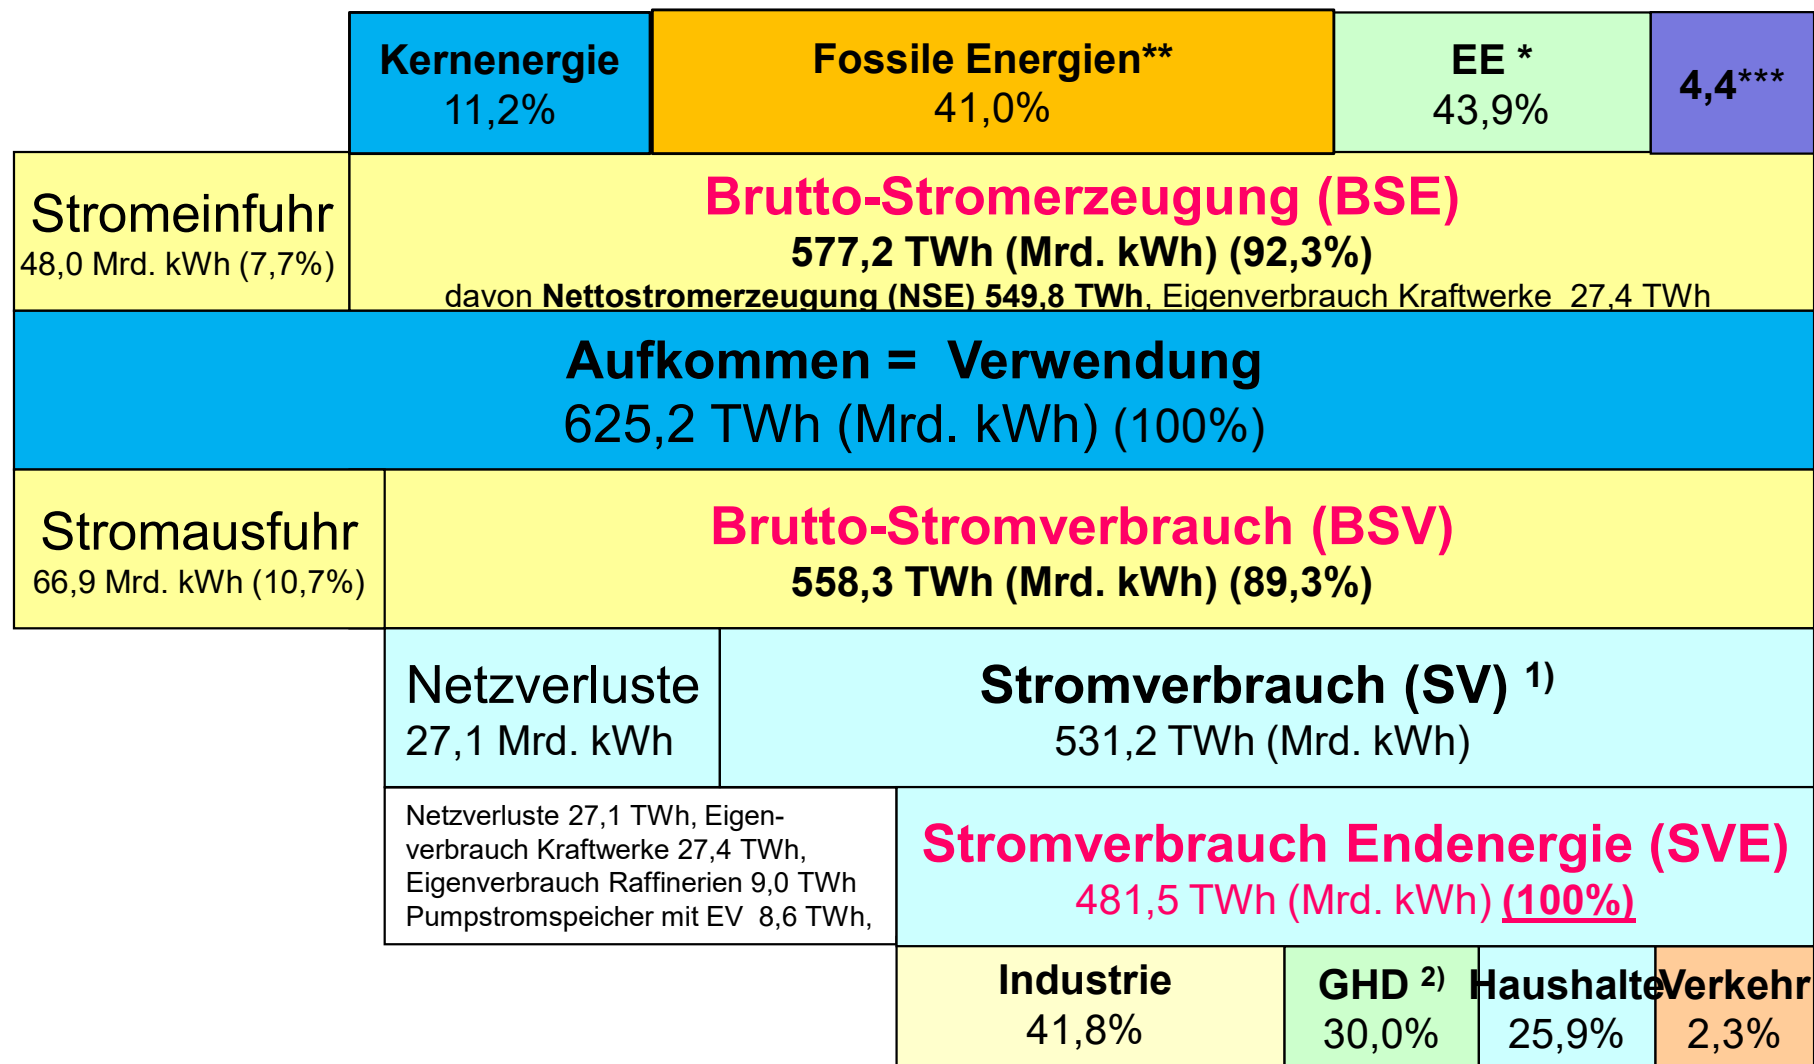 Kernenergie
11,2%
Fossile Energien**
41,0%
EE *
43,9%
4,4***
Stromeinfuhr
48,0 Mrd. kWh (7,7%)
Brutto-Stromerzeugung (BSE)
577,2 TWh (Mrd. kWh) (92,3%)
davon Nettostromerzeugung (NSE) 549,8 TWh, Eigenverbrauch Kraftwerke 27,4 TWh
Aufkommen = Verwendung
625,2 TWh (Mrd. kWh) (100%)
Stromausfuhr
66,9 Mrd. kWh (10,7%)
Brutto-Stromverbrauch (BSV)
558,3 TWh (Mrd. kWh) (89,3%)
Netzverluste
27,1 Mrd. kWh
Stromverbrauch (SV) 1)
531,2 TWh (Mrd. kWh)
Netzverluste 27,1 TWh, Eigen-
verbrauch Kraftwerke 27,4 TWh,
Eigenverbrauch Raffinerien 9,0 TWh
Pumpstromspeicher mit EV 8,6 TWh,
Stromverbrauch Endenergie (SVE)
481,5 TWh (Mrd. kWh) (100%)
Industrie
41,8%
GHD 2)
30,0%
Haushalte
25,9%
Verkehr
2,3%